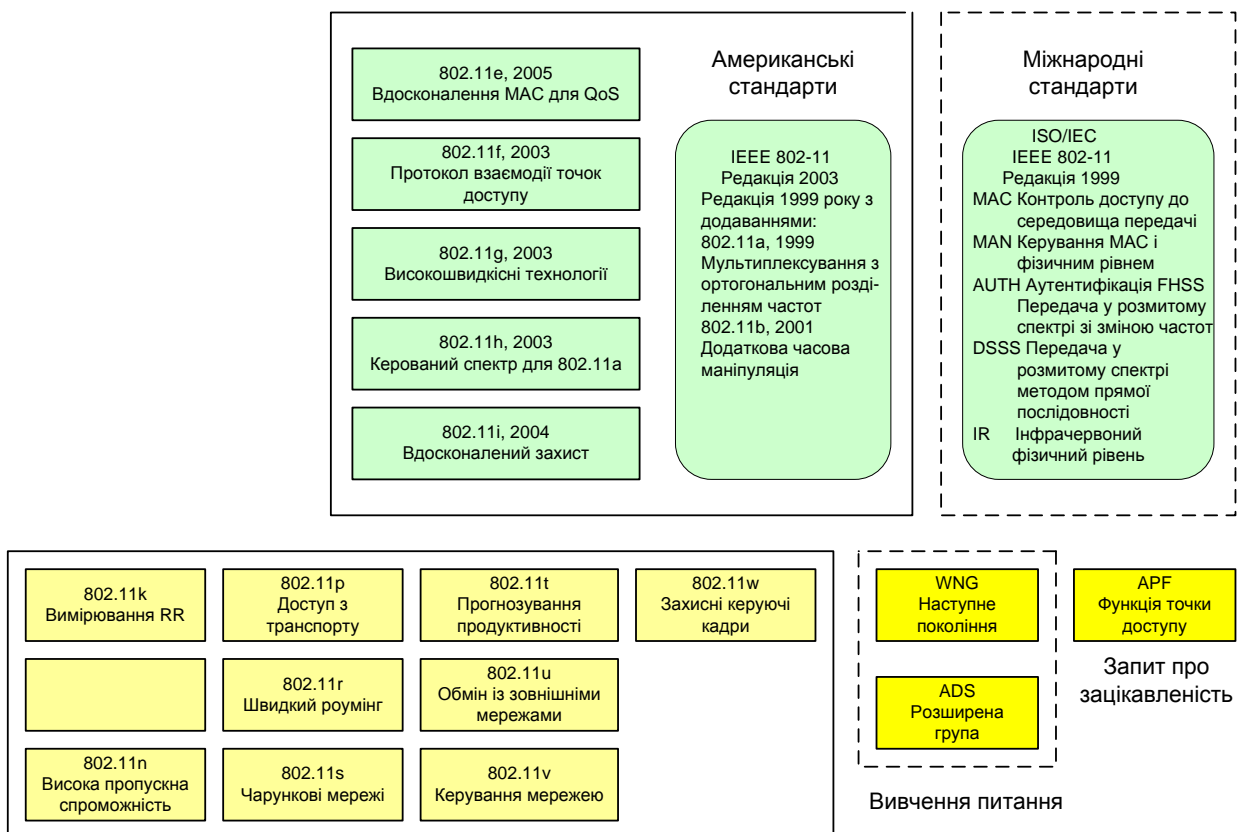 802.11e, 2005
Вдосконалення MAC для QoS
802.11f, 2003
Протокол взаємодії точок
доступу
802.11g, 2003
Високошвидкісні технології
802.11h, 2003
Керований спектр для 802.11a
802.11i, 2004
Вдосконалений захист
Американські
стандарти
IEEE 802-11
Редакція 2003
Редакція 1999 року з
додаваннями:
802.11a, 1999
Мультиплексування з
ортогональним розді-
ленням частот
802.11b, 2001
Додаткова часова
маніпуляція
Міжнародні
стандарти
ISO/IEC
IEEE 802-11
Редакція 1999
MAC Контроль доступу до
середовища передачі
MAN Керування MAC і
фізичним рівнем
AUTH Аутентифікація FHSS
Передача у розмитому
спектрі зі зміною частот
DSSS Передача у
розмитому спектрі
методом прямої
послідовності
IR Інфрачервоний
фізичний рівень
802.11k
Вимірювання RR
802.11p
Доступ з
транспорту
802.11t
Прогнозування
продуктивності
802.11w
Захисні керуючі
кадри
802.11r
Швидкий роумінг
802.11u
Обмін із зовнішніми
мережами
802.11n
Висока пропускна
спроможність
802.11s
Чарункові мережі
802.11v
Керування мережею
WNG
Наступне
покоління
ADS
Розширена
група
Вивчення питання
APF
Функція точки
доступу
Запит про
зацікавленість